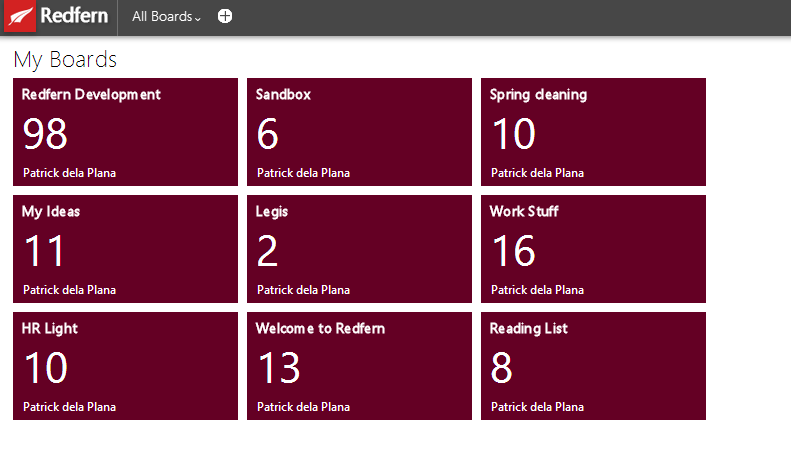 Redfern All Boards
My Boards
Redfern Development
98
Patrick dela Plana
Sandbox
6
Patrick dela Plana
Spring cleaning
10
Patrick dela Plana
My Ideas
11
Patrick dela Plana
Legis
2
Patrick dela Plana
Work Stuff
16
Patrick dela Plana
HR Light
10
Patrick dela Plana
Welcome to Redfern
13
Patrick dela Plana
Reading List
8
Patrick dela Plana